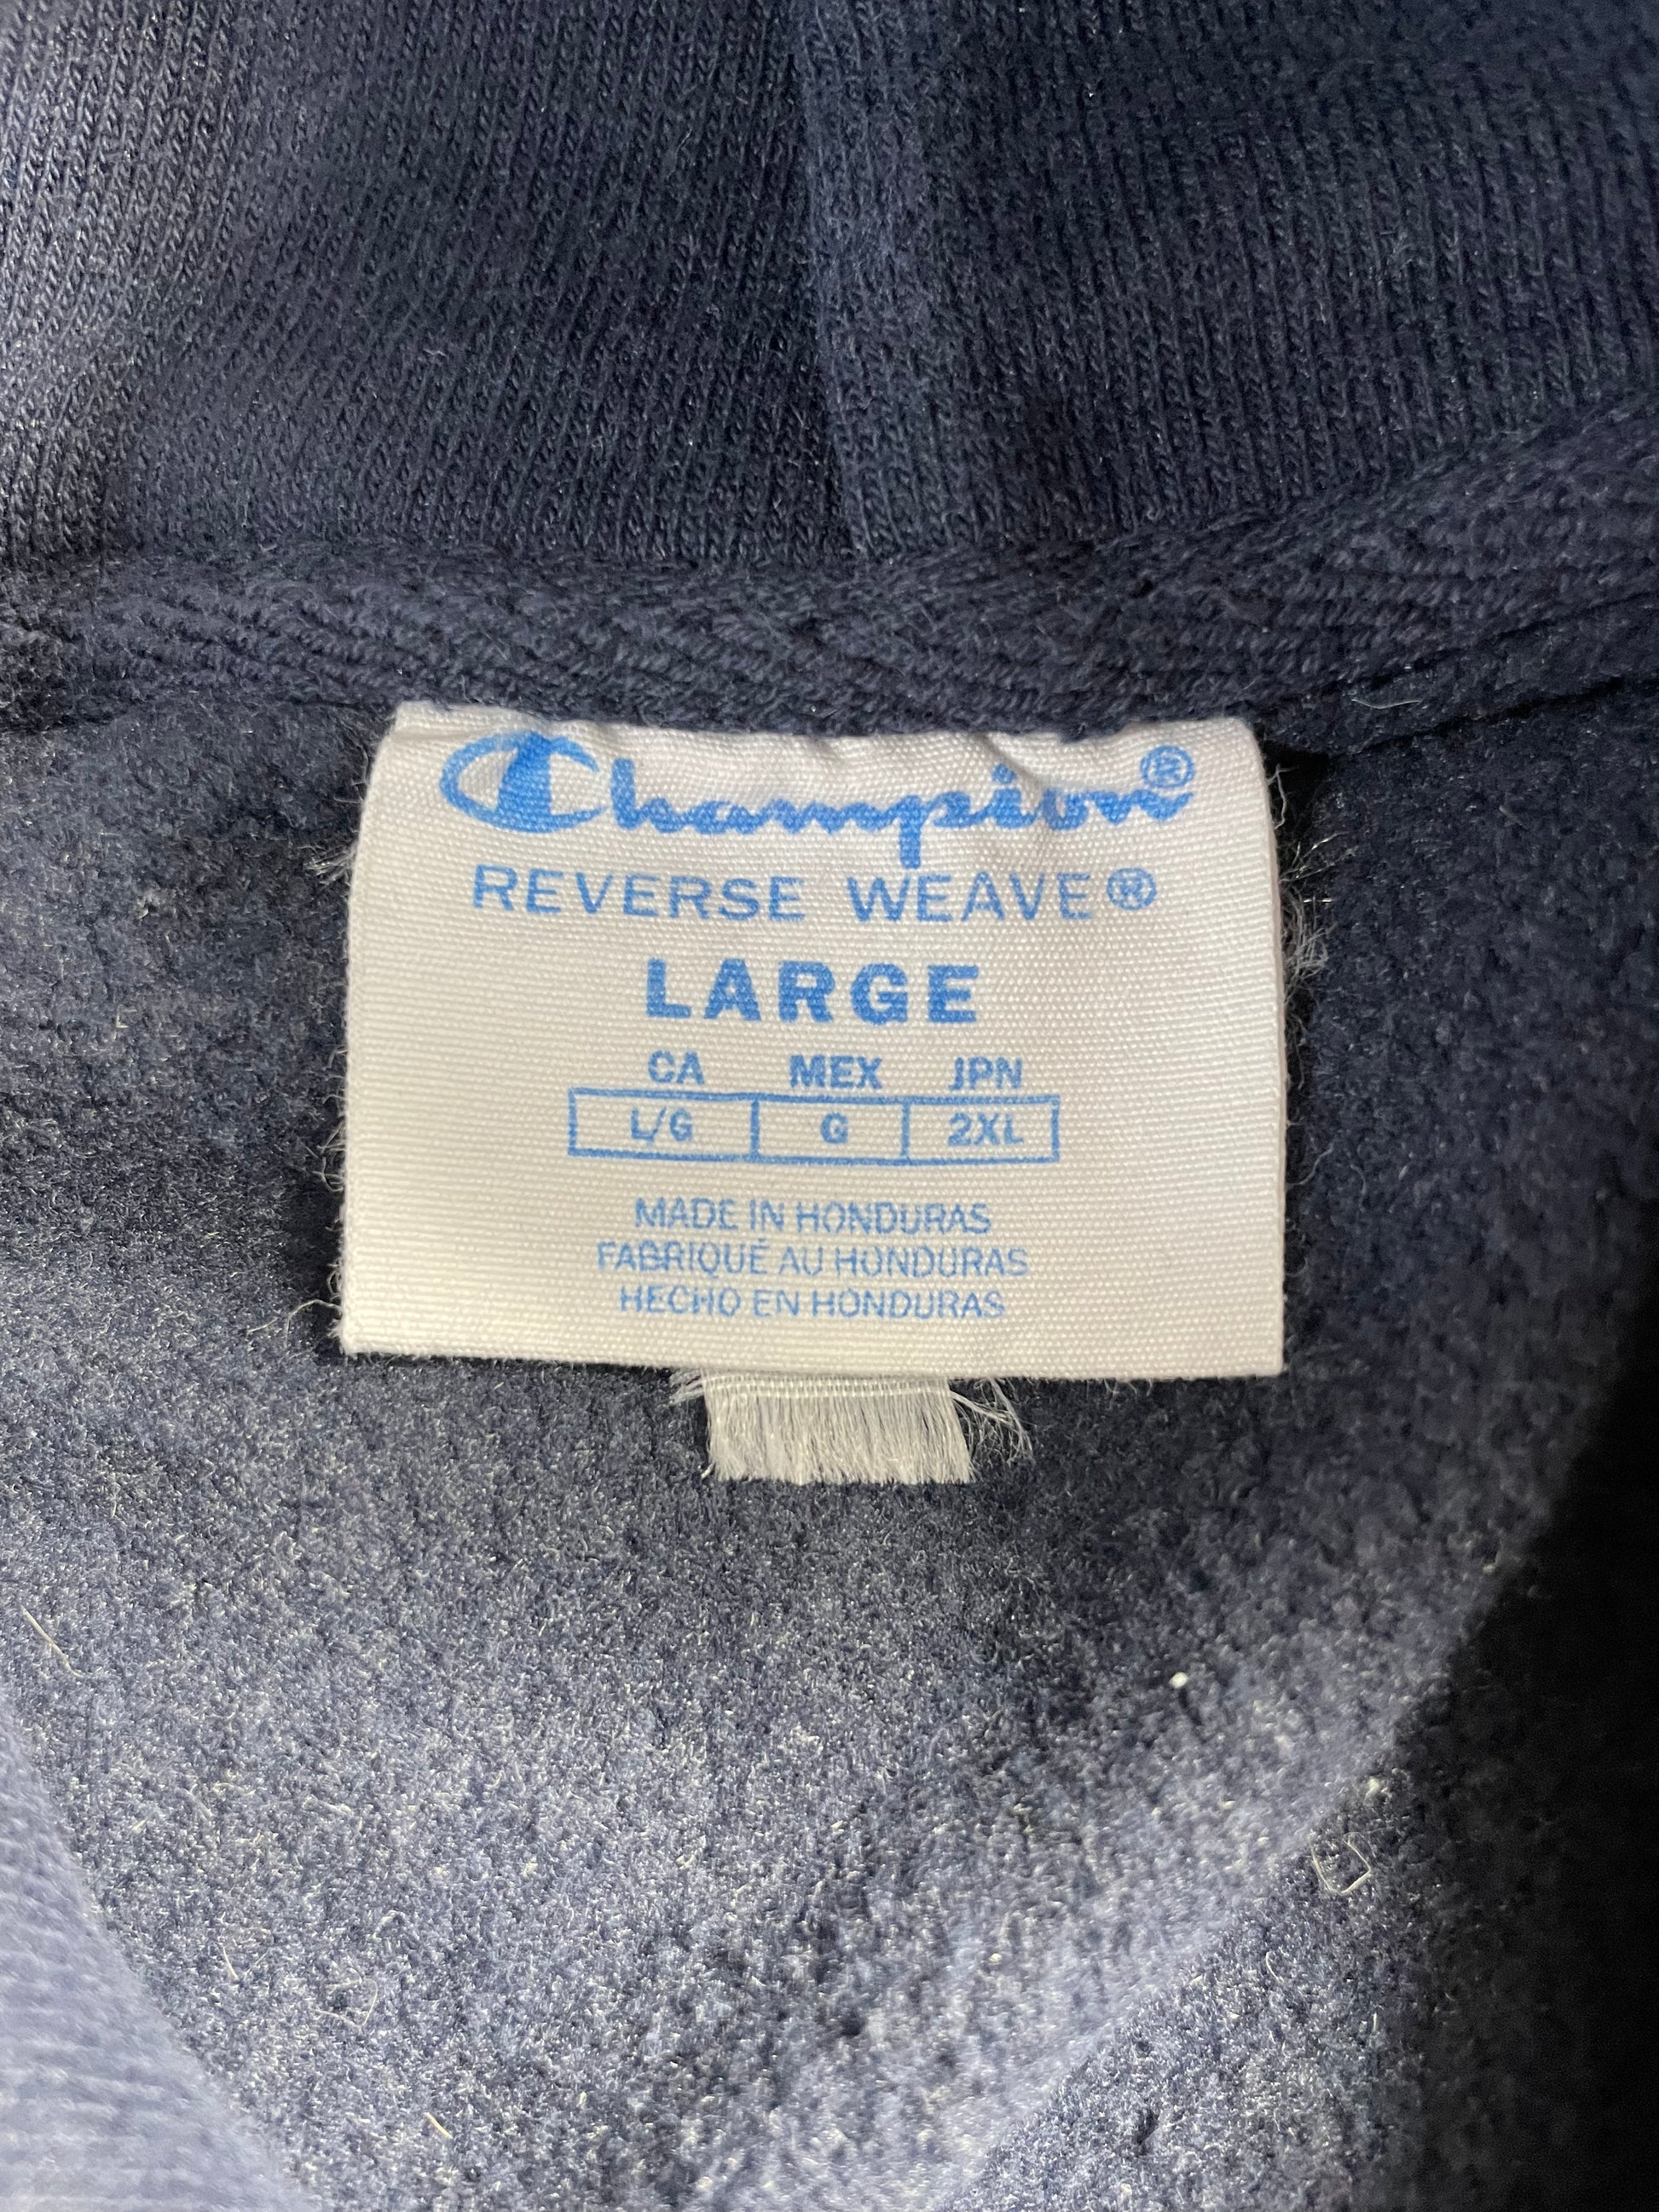 Champion®
REVERSE WEAVE®
LARGE
CA MEX JPN
L/G G 2XL
MADE IN HONDURAS
FABRIQUÉ AU HONDURAS
HECHO EN HONDURAS